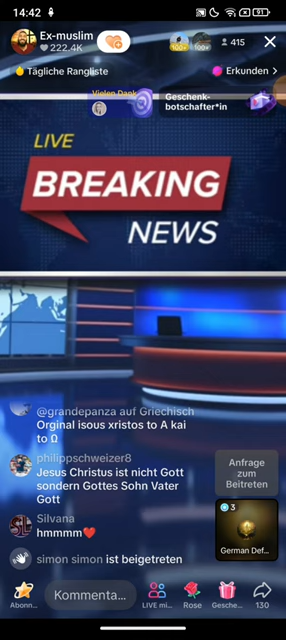 14:42
91
Ex-muslim
222.4K
100+
100+
415
Tägliche Rangliste
Erkunden >
Vielen Dank
Geschenk-
botschafter*in
LIVE
BREAKING
NEWS
@grandepanza auf Griechisch
Orginal isous xristos to A kai
to Ω
philippschweizer8
Jesus Christus ist nicht Gott
sondern Gottes Sohn Vater
Gott
Anfrage
zum
Beitreten
Silvana
hmmmm❤️
3
German Def...
simon simon ist beigetreten
Kommenta...
Abonn...
LIVE mi...
Rose
Gesche...
130